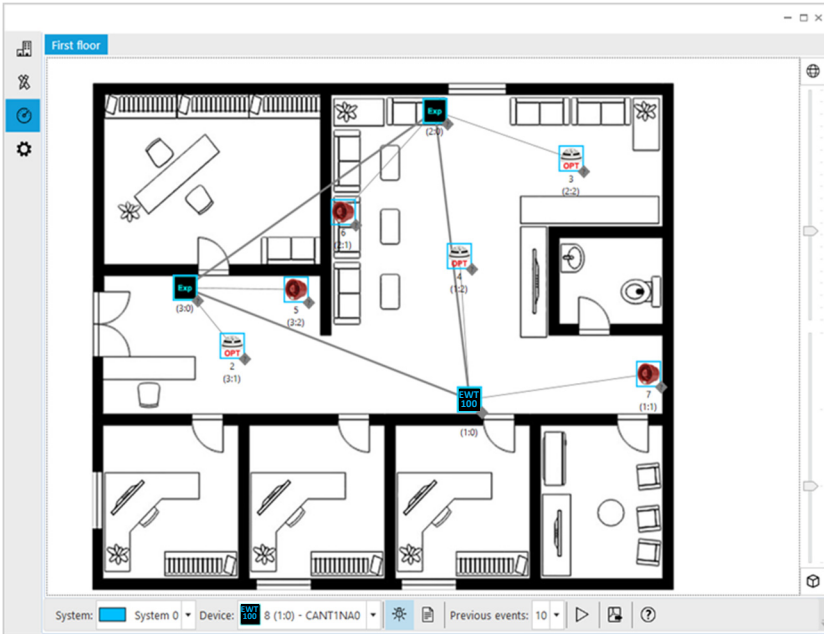 First floor
Exp
(2:0)
OPT
3
(2:2)
6
(2:1)
OPT
4
(1:2)
Exp
(3:0)
5
(3:2)
OPT
2
(3:1)
EWT
100
(1:0)
7
(1:1)
System: System 0 Device: EWT 100 8 (1:0) - CANT1NA0 Previous events: 10